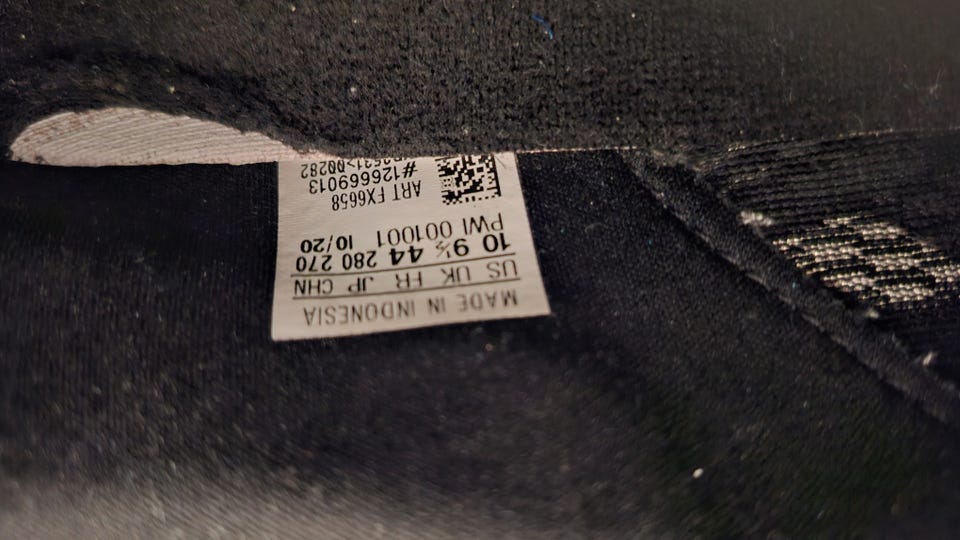 MADE IN INDONESIA
US UK FR JP CHN
10 9½ 44 280 270
PWI 001001 10/20
ART FX6658
#12669013